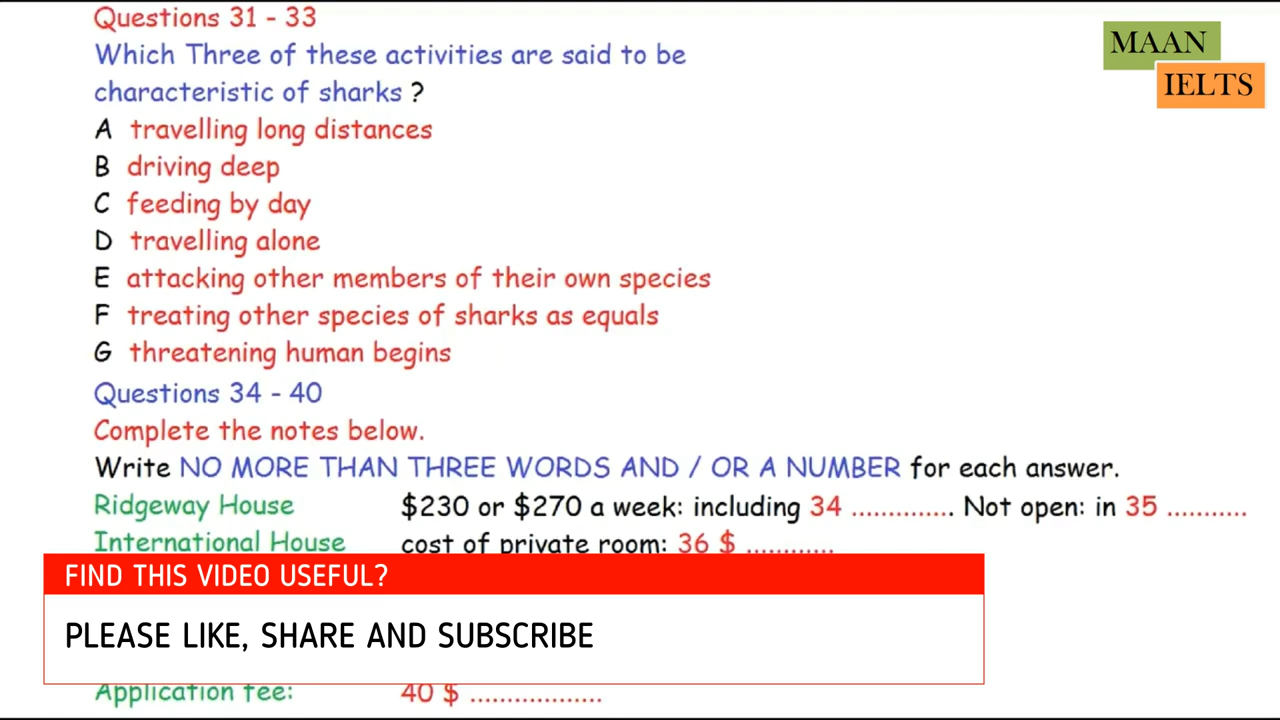 Questions 31 - 33
Which Three of these activities are said to be
characteristic of sharks ?
A travelling long distances
B driving deep
C feeding by day
D travelling alone
E attacking other members of their own species
F treating other species of sharks as equals
G threatening human begins
Questions 34 - 40
Complete the notes below.
Write NO MORE THAN THREE WORDS AND / OR A NUMBER for each answer.
Ridgeway House $230 or $270 a week: including 34 .............. Not open: in 35 ...........
International House cost of private room: 36 $ ............
FIND THIS VIDEO USEFUL?
PLEASE LIKE, SHARE AND SUBSCRIBE
Application fee: 40 $ ..................
MAAN
IELTS